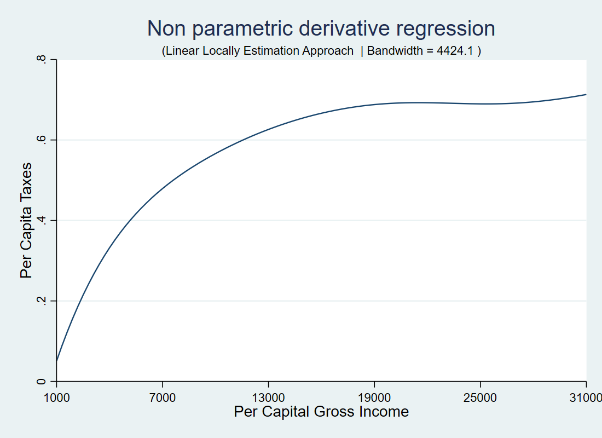 Non parametric derivative regression
(Linear Locally Estimation Approach | Bandwidth = 4424.1 )
Per Capita Taxes
.8
.6
.4
.2
0
1000 7000 13000 19000 25000 31000
Per Capital Gross Income